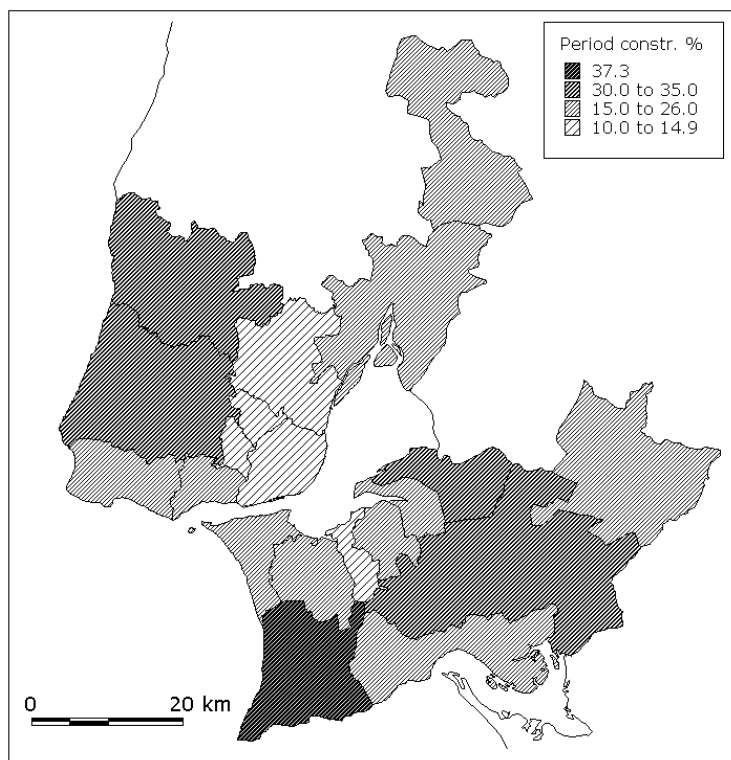 Period constr. %
37.3
30.0 to 35.0
15.0 to 26.0
10.0 to 14.9
0 20 km